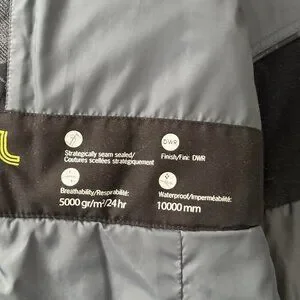 DWR
Strategically seam sealed/
Coutures scellées stratégiquement
Finish/Fini: DWR
Breathability/Respirabilité:
5000 gr/m²/24 hr
Waterproof/Imperméabilité:
10000 mm